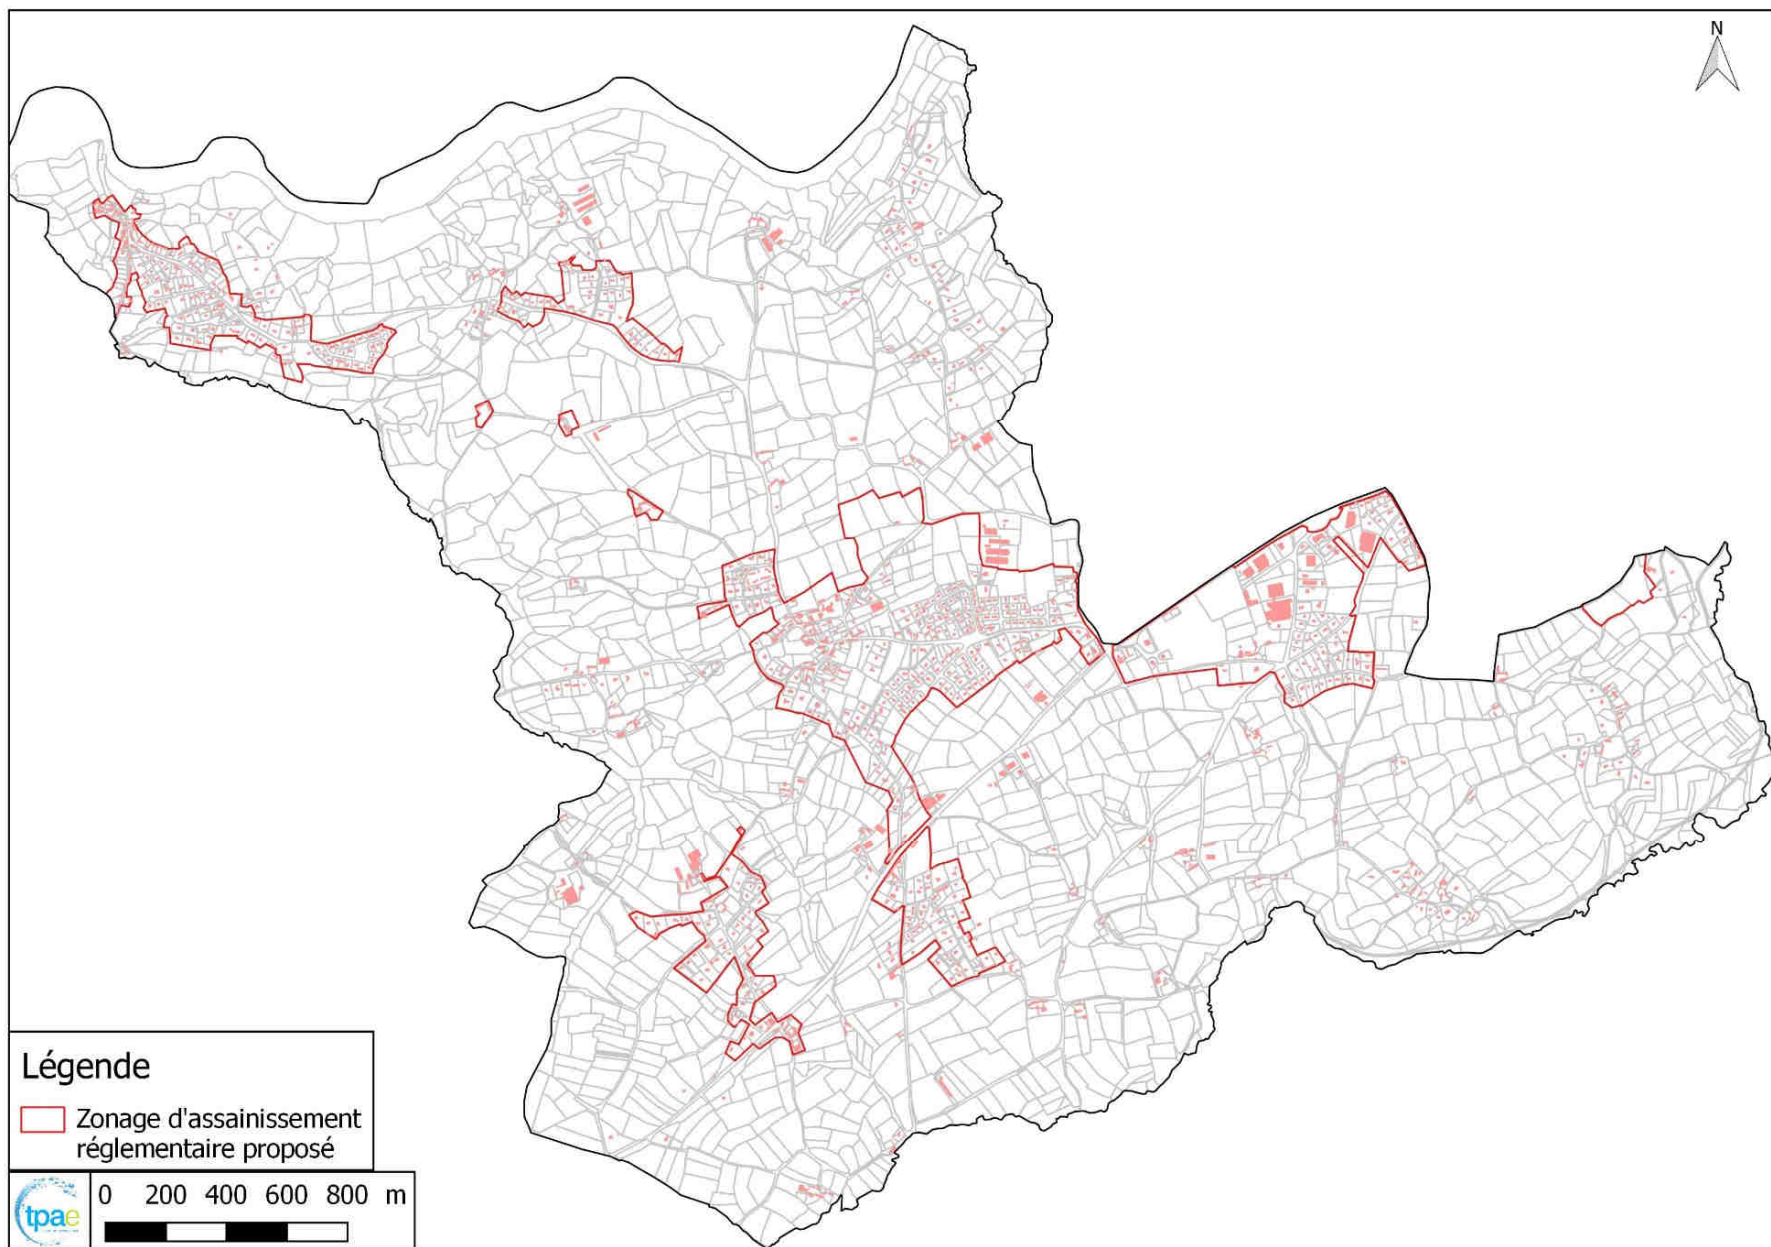 N
Légende
Zonage d'assainissement
réglementaire proposé
tpae
0 200 400 600 800 m